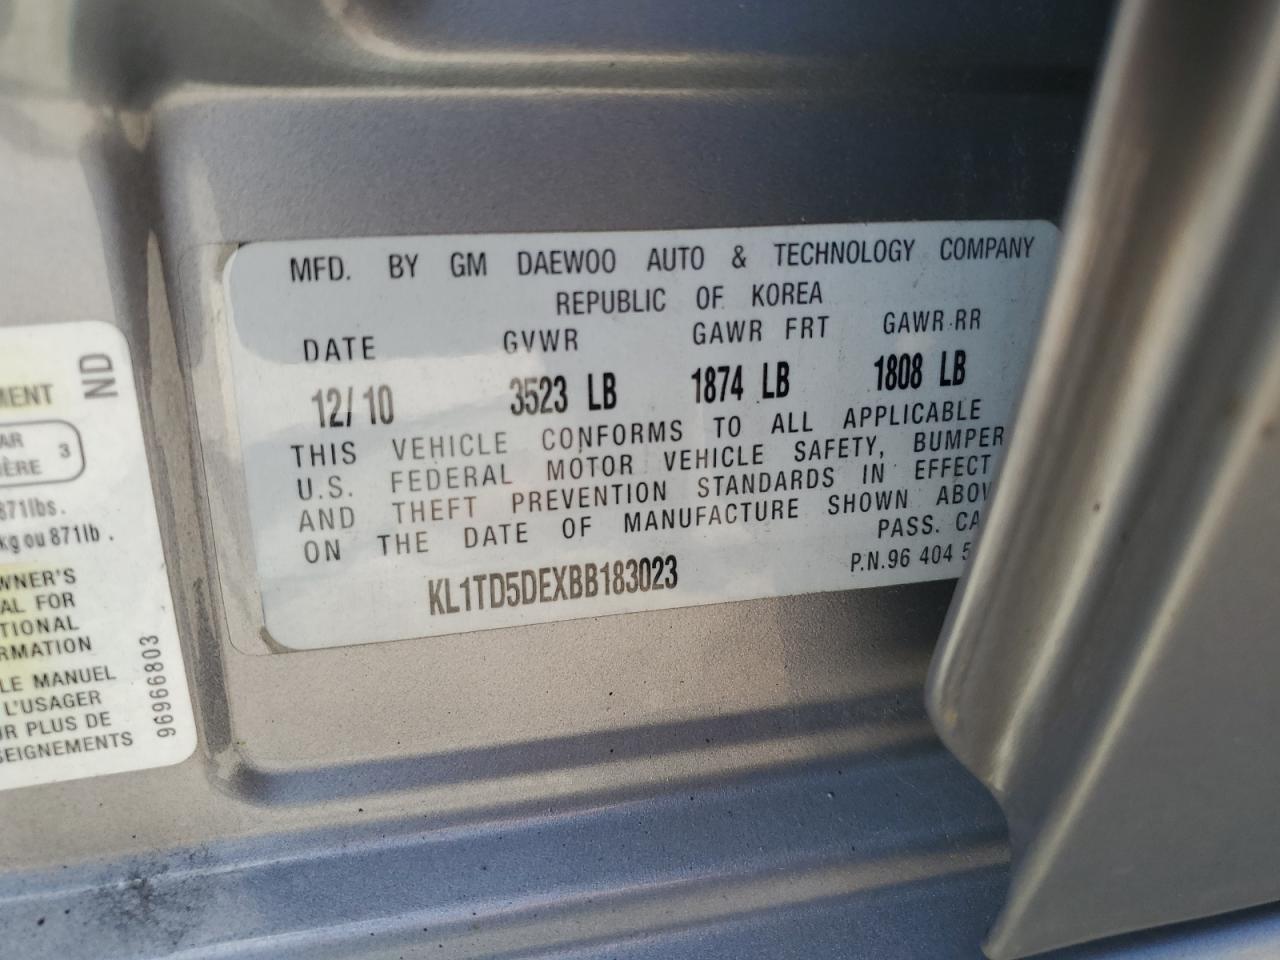 MFD. BY GM DAEWOO AUTO & TECHNOLOGY COMPANY
REPUBLIC OF KOREA
DATE GVWR GAWR FRT GAWR RR
12/10 3523 LB 1874 LB 1808 LB
THIS VEHICLE CONFORMS TO ALL APPLICABLE
U.S. FEDERAL MOTOR VEHICLE SAFETY, BUMPER
AND THEFT PREVENTION STANDARDS IN EFFECT
ON THE DATE OF MANUFACTURE SHOWN ABOV
PASS. CA
P.N.96 404 5
KL1TD5DEXBB183023
MENT
ND
AR
IÈRE 3
871lbs.
kg ou 871lb.
WNER'S
AL FOR
TIONAL
RMATION
LE MANUEL
L'USAGER
UR PLUS DE
SEIGNEMENTS
96966803